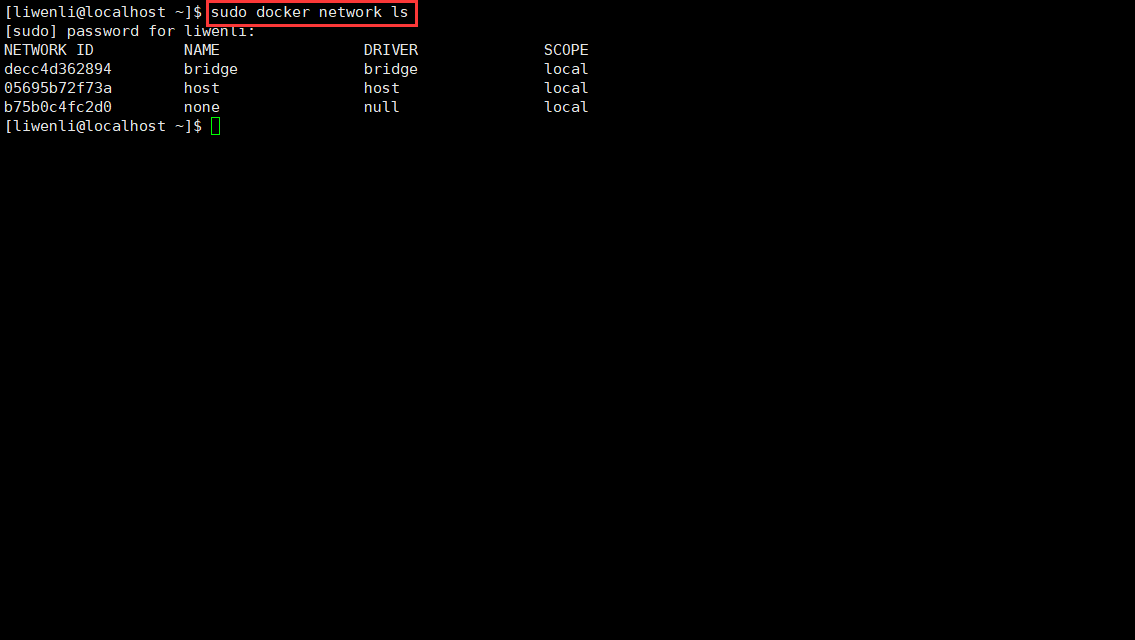 [liwenli@localhost ~]$ sudo docker network ls
[sudo] password for liwenli:
NETWORK ID          NAME                DRIVER              SCOPE
decc4d362894        bridge              bridge              local
05695b72f73a        host                host                local
b75b0c4fc2d0        none                null                local
[liwenli@localhost ~]$